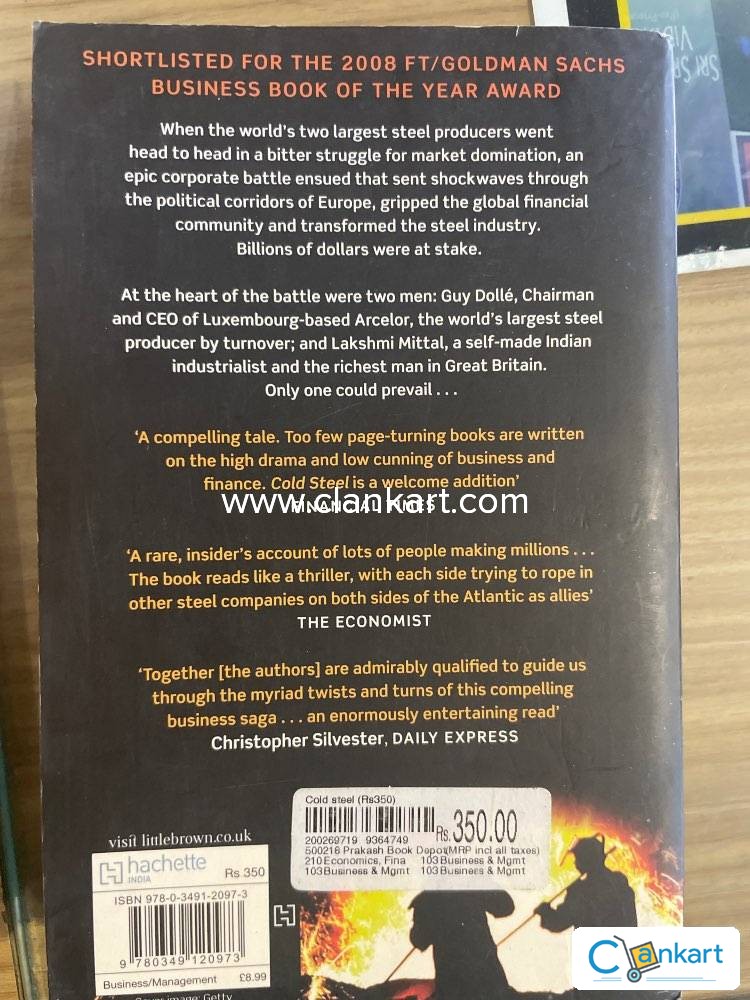 SHORTLISTED FOR THE 2008 FT/GOLDMAN SACHS
BUSINESS BOOK OF THE YEAR AWARD
When the world's two largest steel producers went
head to head in a bitter struggle for market domination, an
epic corporate battle ensued that sent shockwaves through
the political corridors of Europe, gripped the global financial
community and transformed the steel industry.
Billions of dollars were at stake.
At the heart of the battle were two men: Guy Dollé, Chairman
and CEO of Luxembourg-based Arcelor, the world's largest steel
producer by turnover; and Lakshmi Mittal, a self-made Indian
industrialist and the richest man in Great Britain.
Only one could prevail . . .
'A compelling tale. Too few page-turning books are written
on the high drama and low cunning of business and
finance. Cold Steel is a welcome addition'
FINANCIAL TIMES
www.clankart.com
'A rare, insider's account of lots of people making millions . . .
The book reads like a thriller, with each side trying to rope in
other steel companies on both sides of the Atlantic as allies'
THE ECONOMIST
'Together [the authors] are admirably qualified to guide us
through the myriad twists and turns of this compelling
business saga . . . an enormously entertaining read'
Christopher Silvester, DAILY EXPRESS
Cold steel (Rs350)
Rs.350.00
200269719 9364749
500216 Prakash Book Depot(MRP incl all taxes)
210Economics, Fina 103Business & Mgmt
103Business & Mgmt 103Business & Mgmt
visit littlebrown.co.uk
hachette
INDIA
Rs 350
ISBN 978-0-3491-2097-3
9 780349 120973
Business/Management £8.99
Cover image: Getty
Clankart